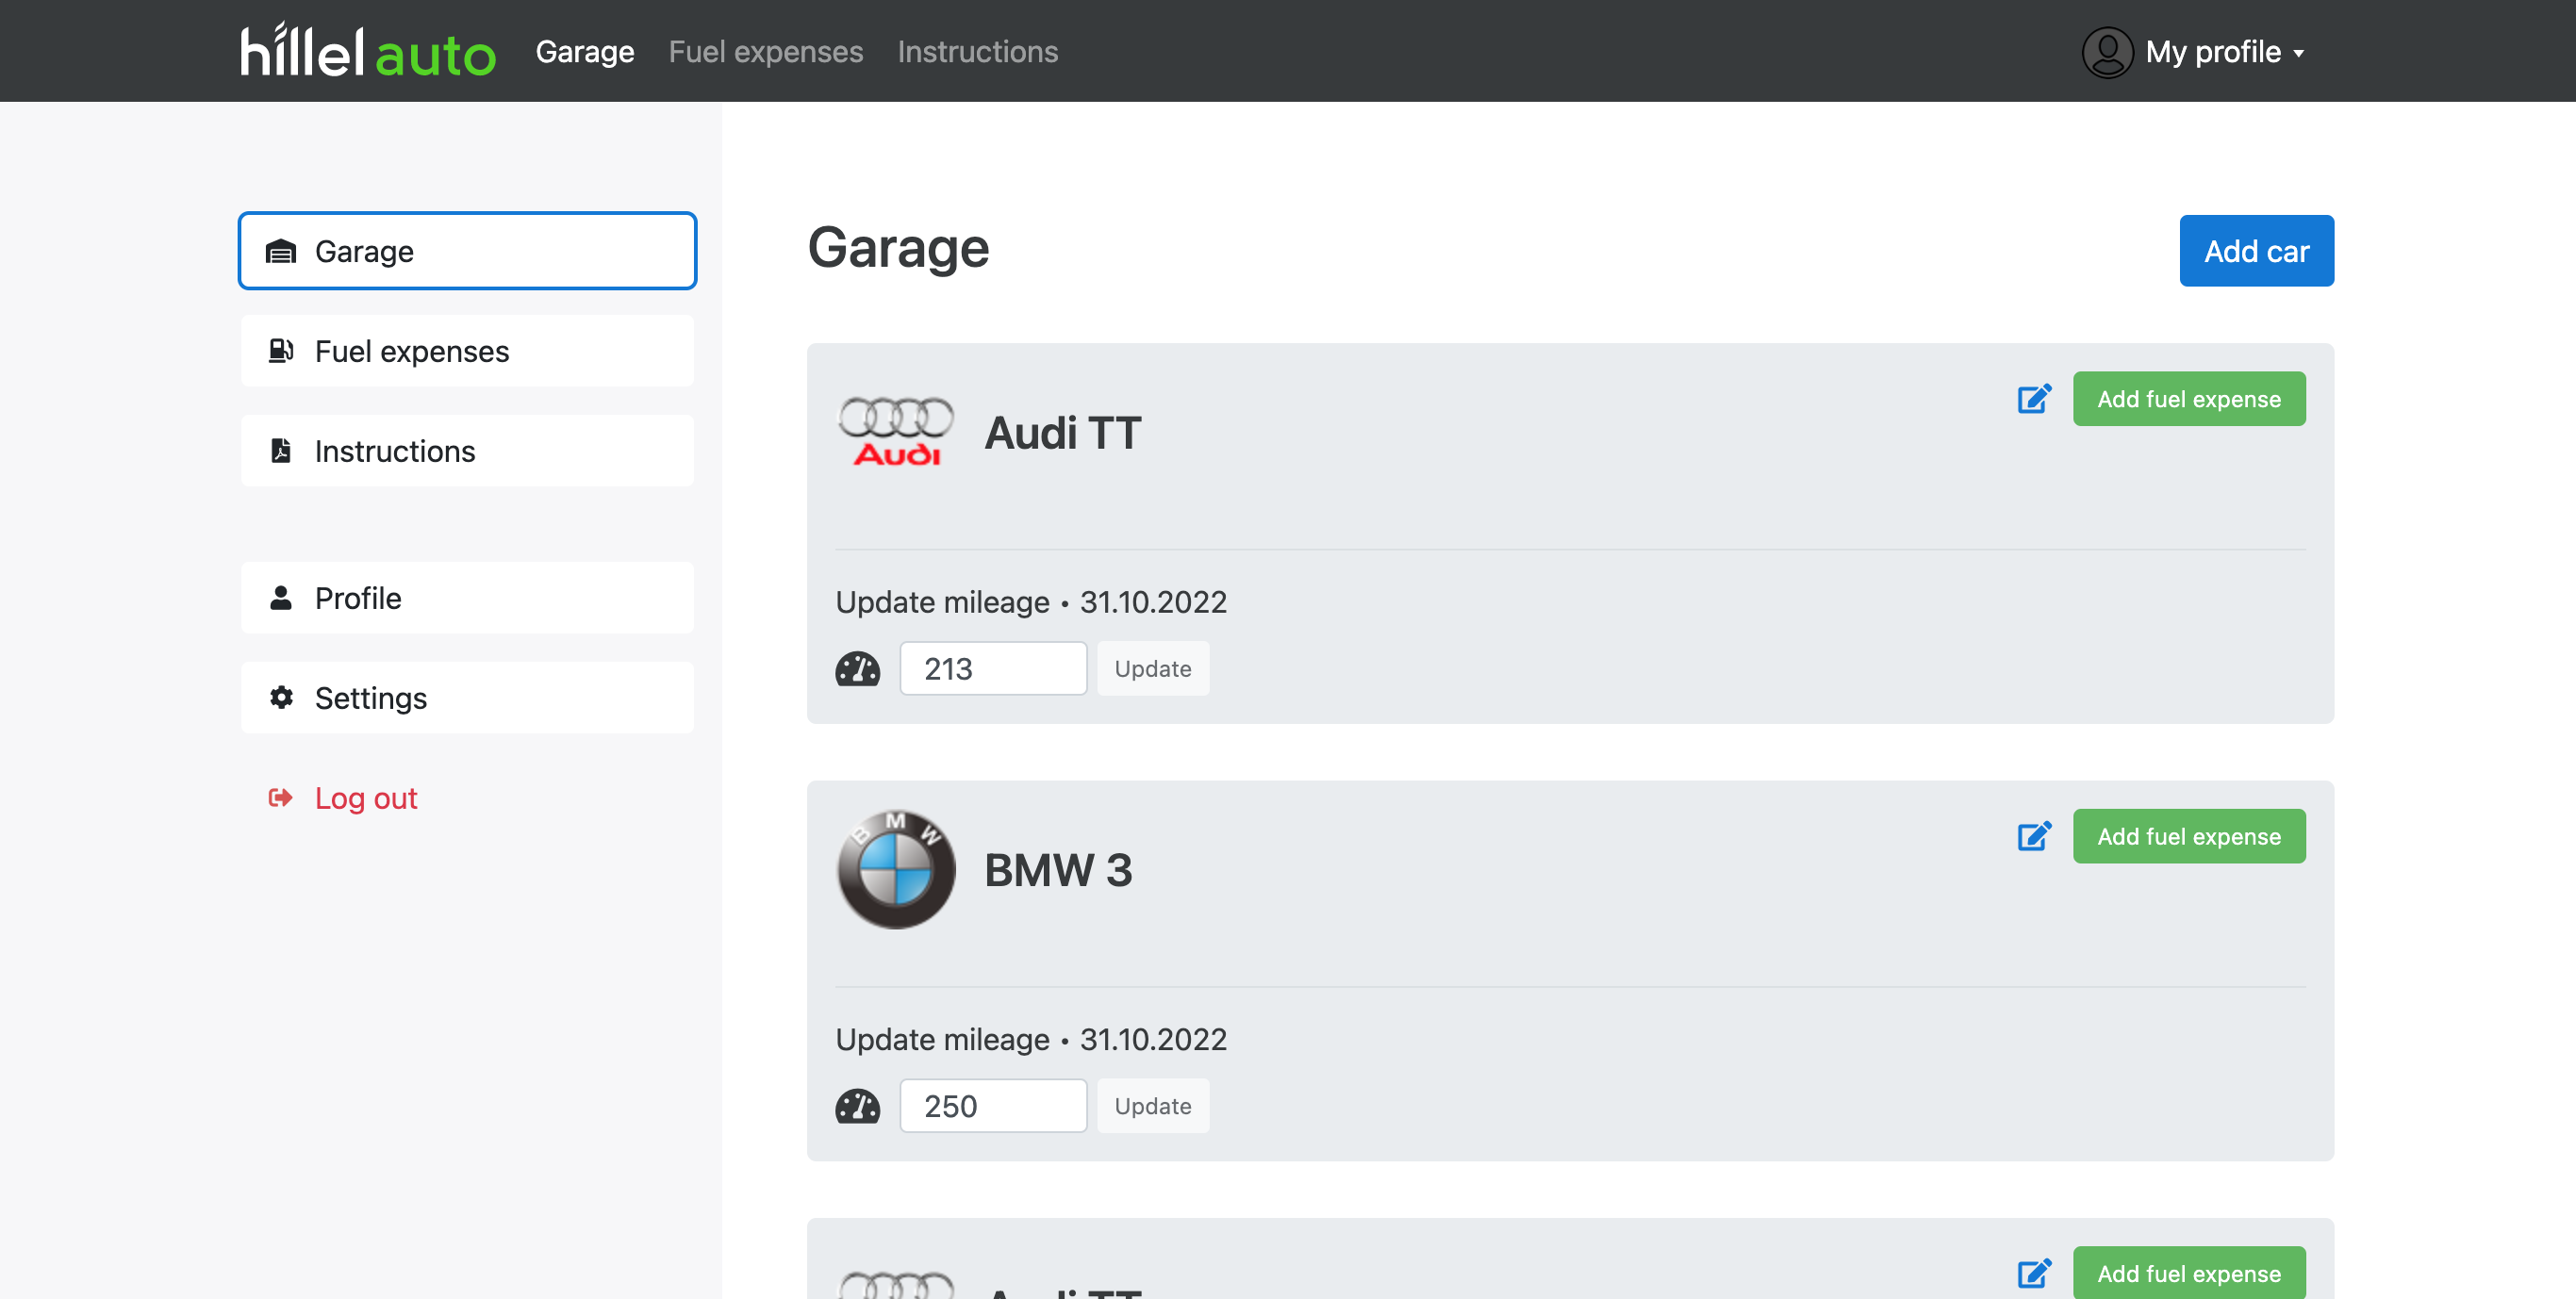 hillel auto Garage Fuel expenses Instructions My profile
Garage
Fuel expenses
Instructions
Profile
Settings
Log out
Garage
Add car
Audi
Audi TT
Add fuel expense
Update mileage • 31.10.2022
213
Update
BMW
BMW 3
Add fuel expense
Update mileage • 31.10.2022
250
Update
Audi TT
Add fuel expense